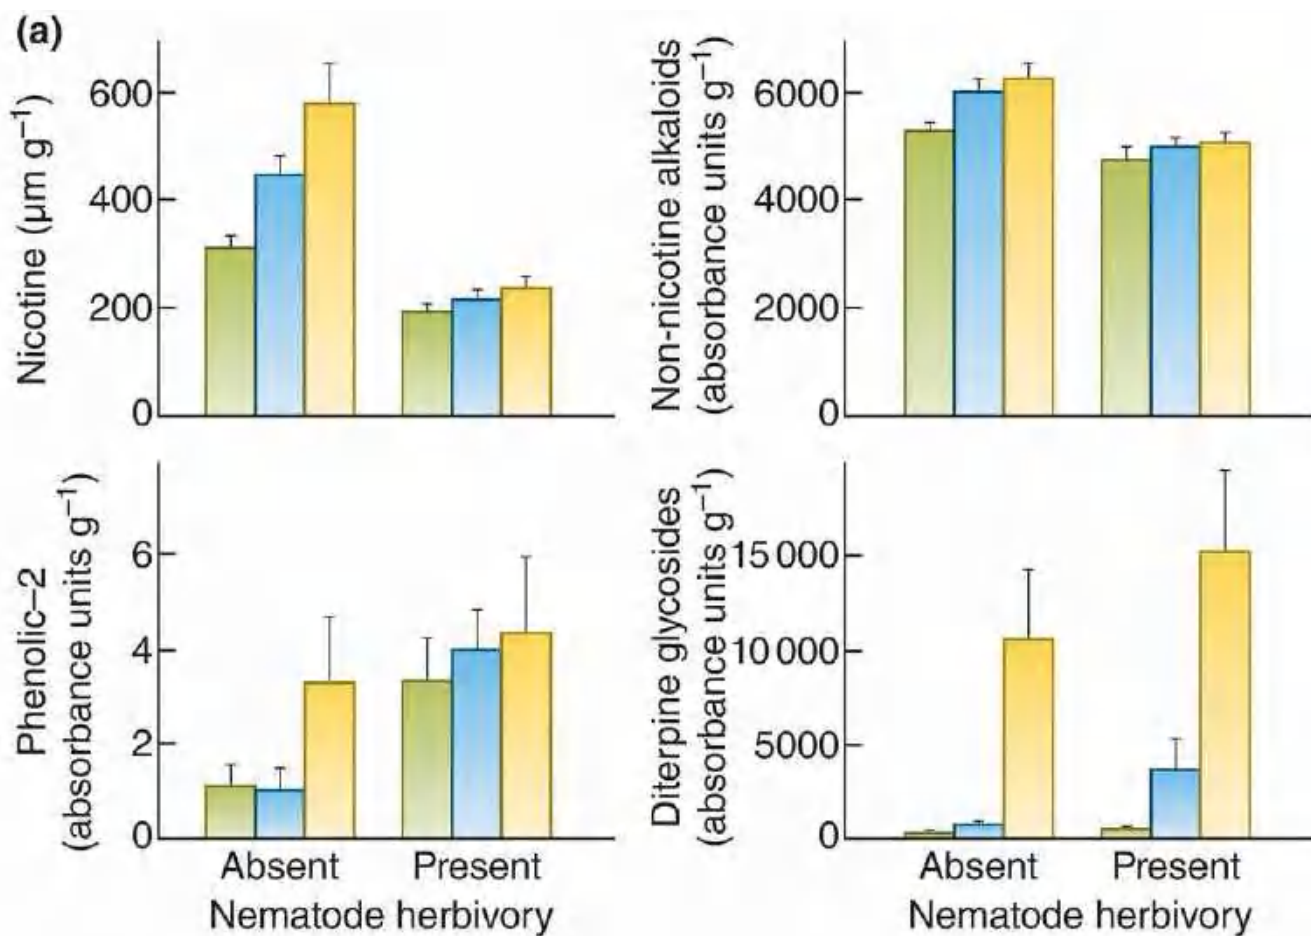 (a)
Nicotine (µm g⁻¹)
600
400
200
0
Non-nicotine alkaloids
(absorbance units g⁻¹)
6000
4000
2000
0
Phenolic–2
(absorbance units g⁻¹)
6
4
2
0
Absent
Present
Nematode herbivory
Diterpine glycosides
(absorbance units g⁻¹)
15 000
10 000
5000
0
Absent
Present
Nematode herbivory